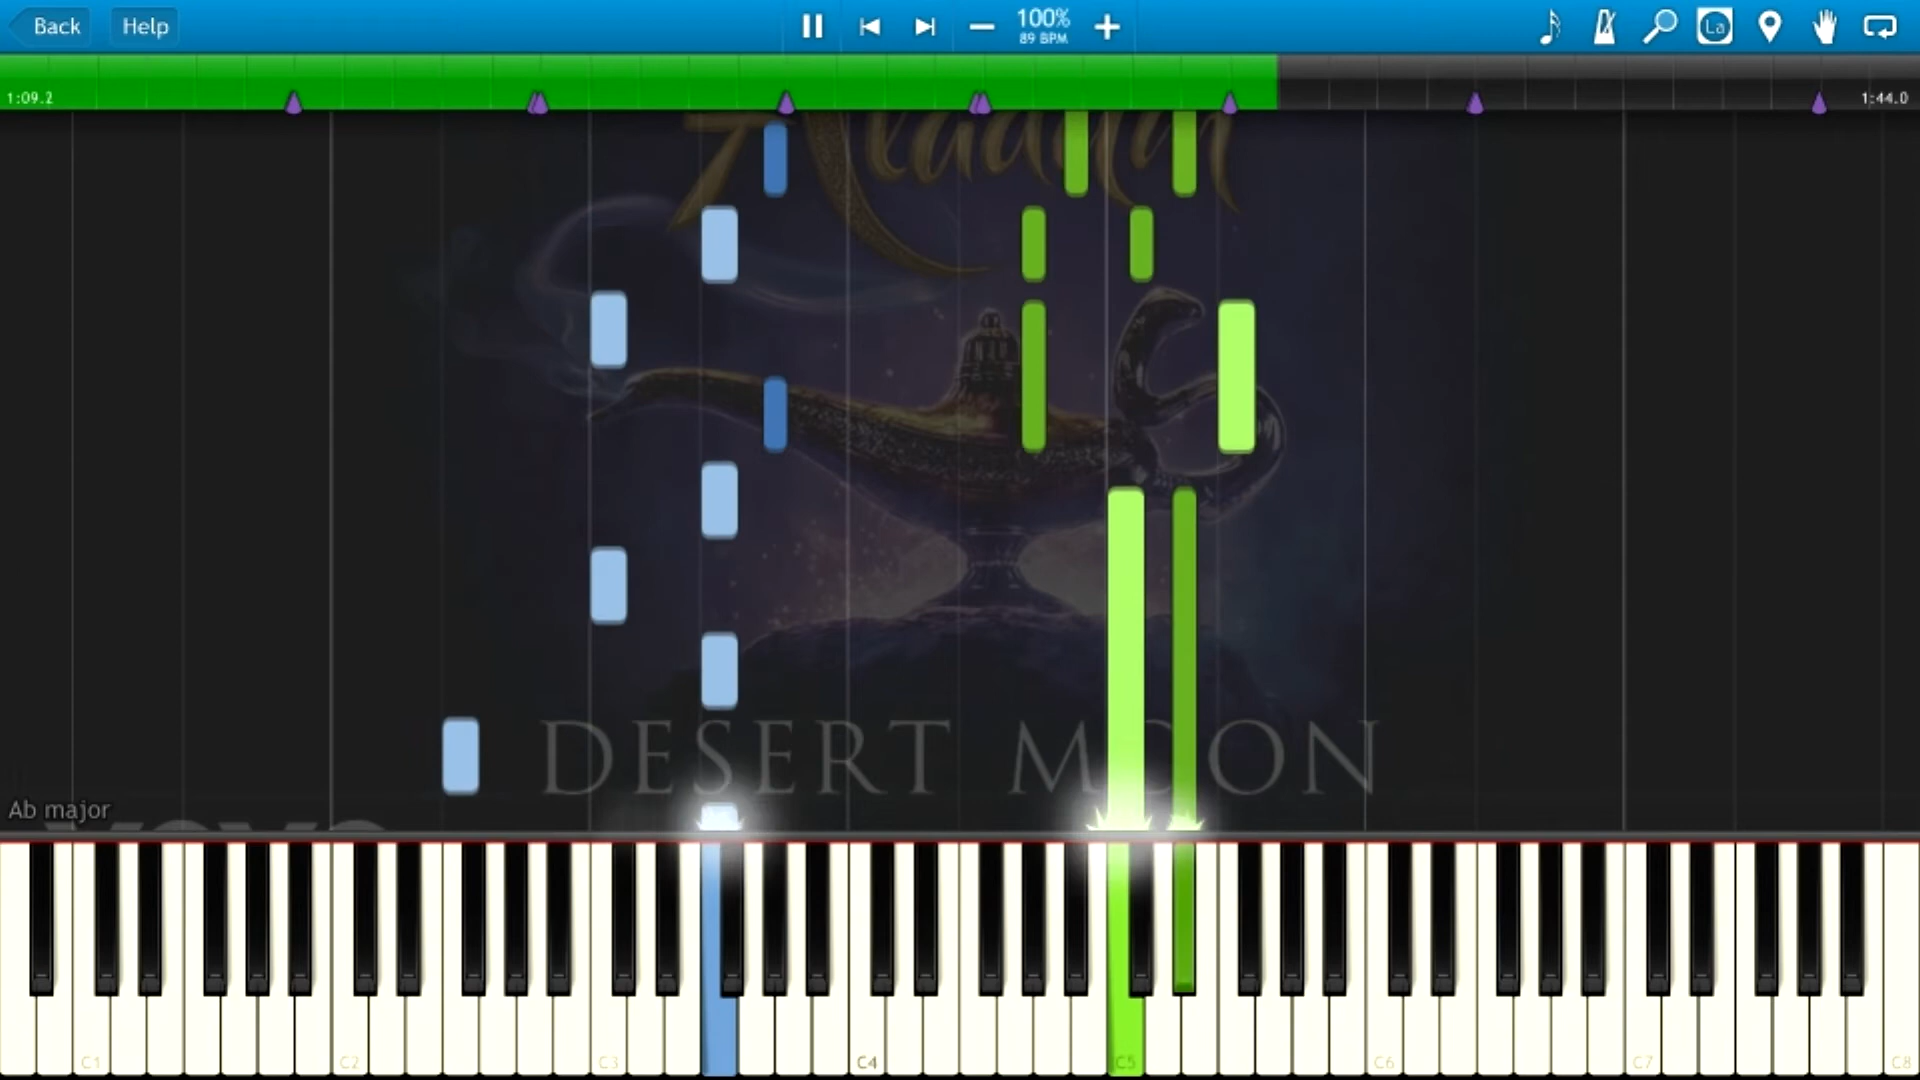 Back Help 100% La
89 BPM
1:09.2 1:44.0
Aladdin
DESERT MOON
Ab major
C1 C2 C3 C4 C5 C6 C7 C8